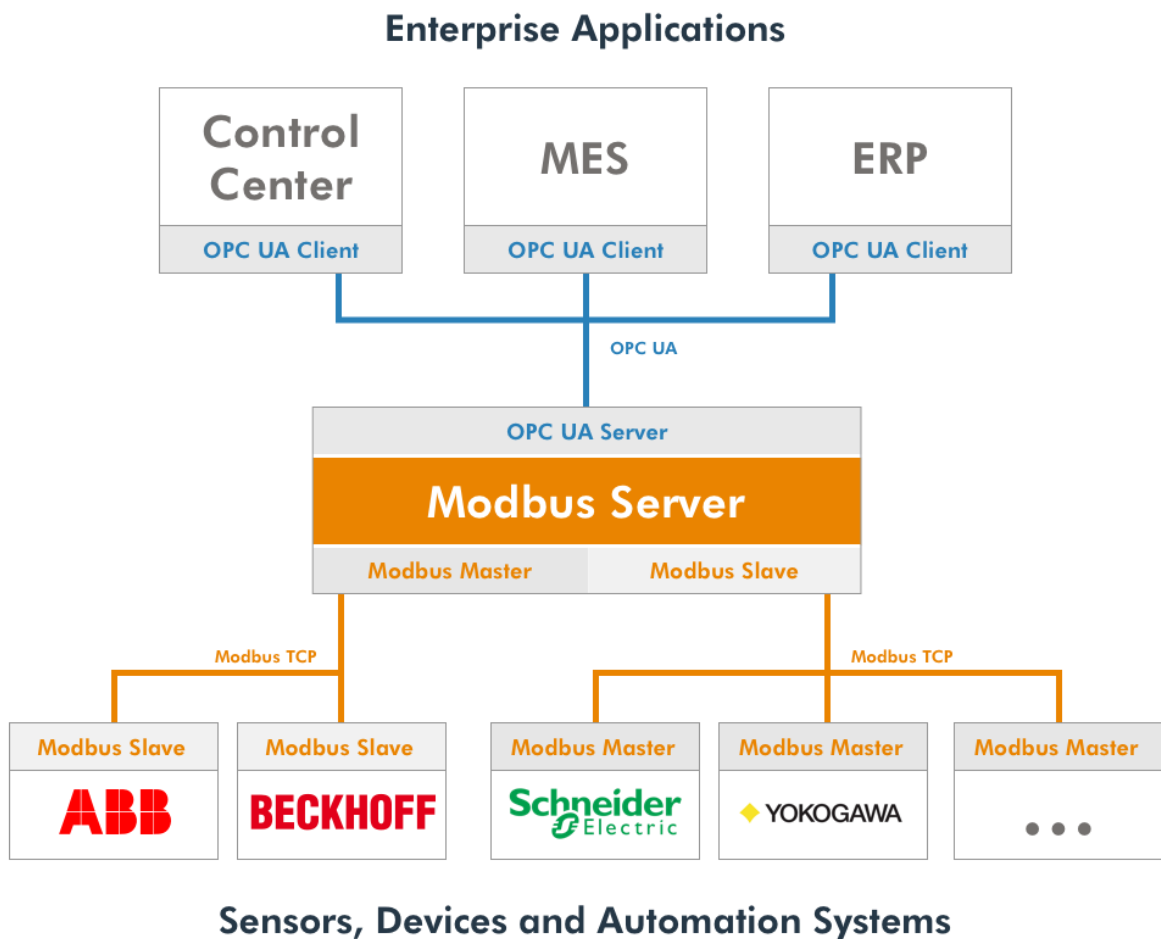 Enterprise Applications
Control
Center
MES
ERP
OPC UA Client
OPC UA Client
OPC UA Client
OPC UA
OPC UA Server
Modbus Server
Modbus Master
Modbus Slave
Modbus TCP
Modbus TCP
Modbus Slave
Modbus Slave
Modbus Master
Modbus Master
Modbus Master
ABB
BECKHOFF
Schneider
Electric
YOKOGAWA
...
Sensors, Devices and Automation Systems